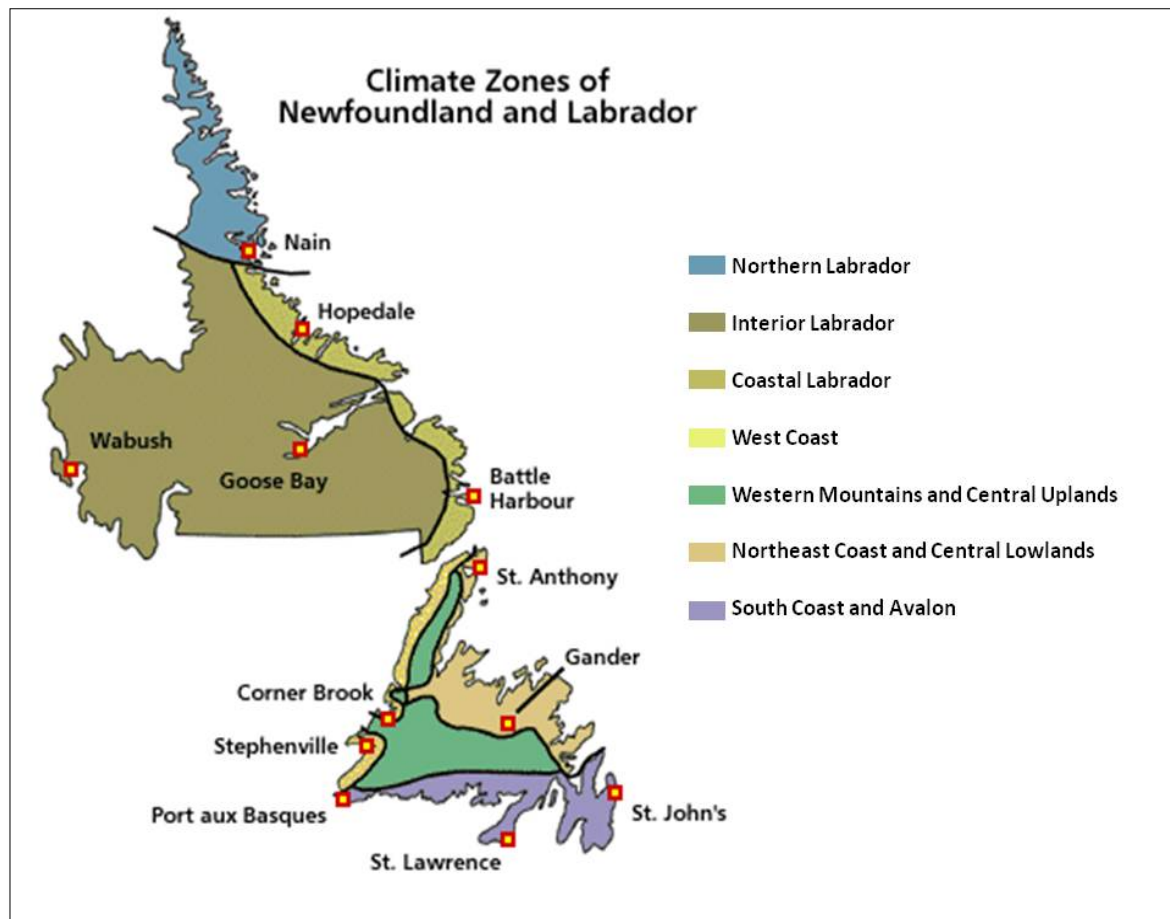 Climate Zones of
Newfoundland and Labrador
Nain
Hopedale
Wabush
Goose Bay
Battle
Harbour
St. Anthony
Gander
Corner Brook
Stephenville
Port aux Basques
St. John's
St. Lawrence
Northern Labrador
Interior Labrador
Coastal Labrador
West Coast
Western Mountains and Central Uplands
Northeast Coast and Central Lowlands
South Coast and Avalon